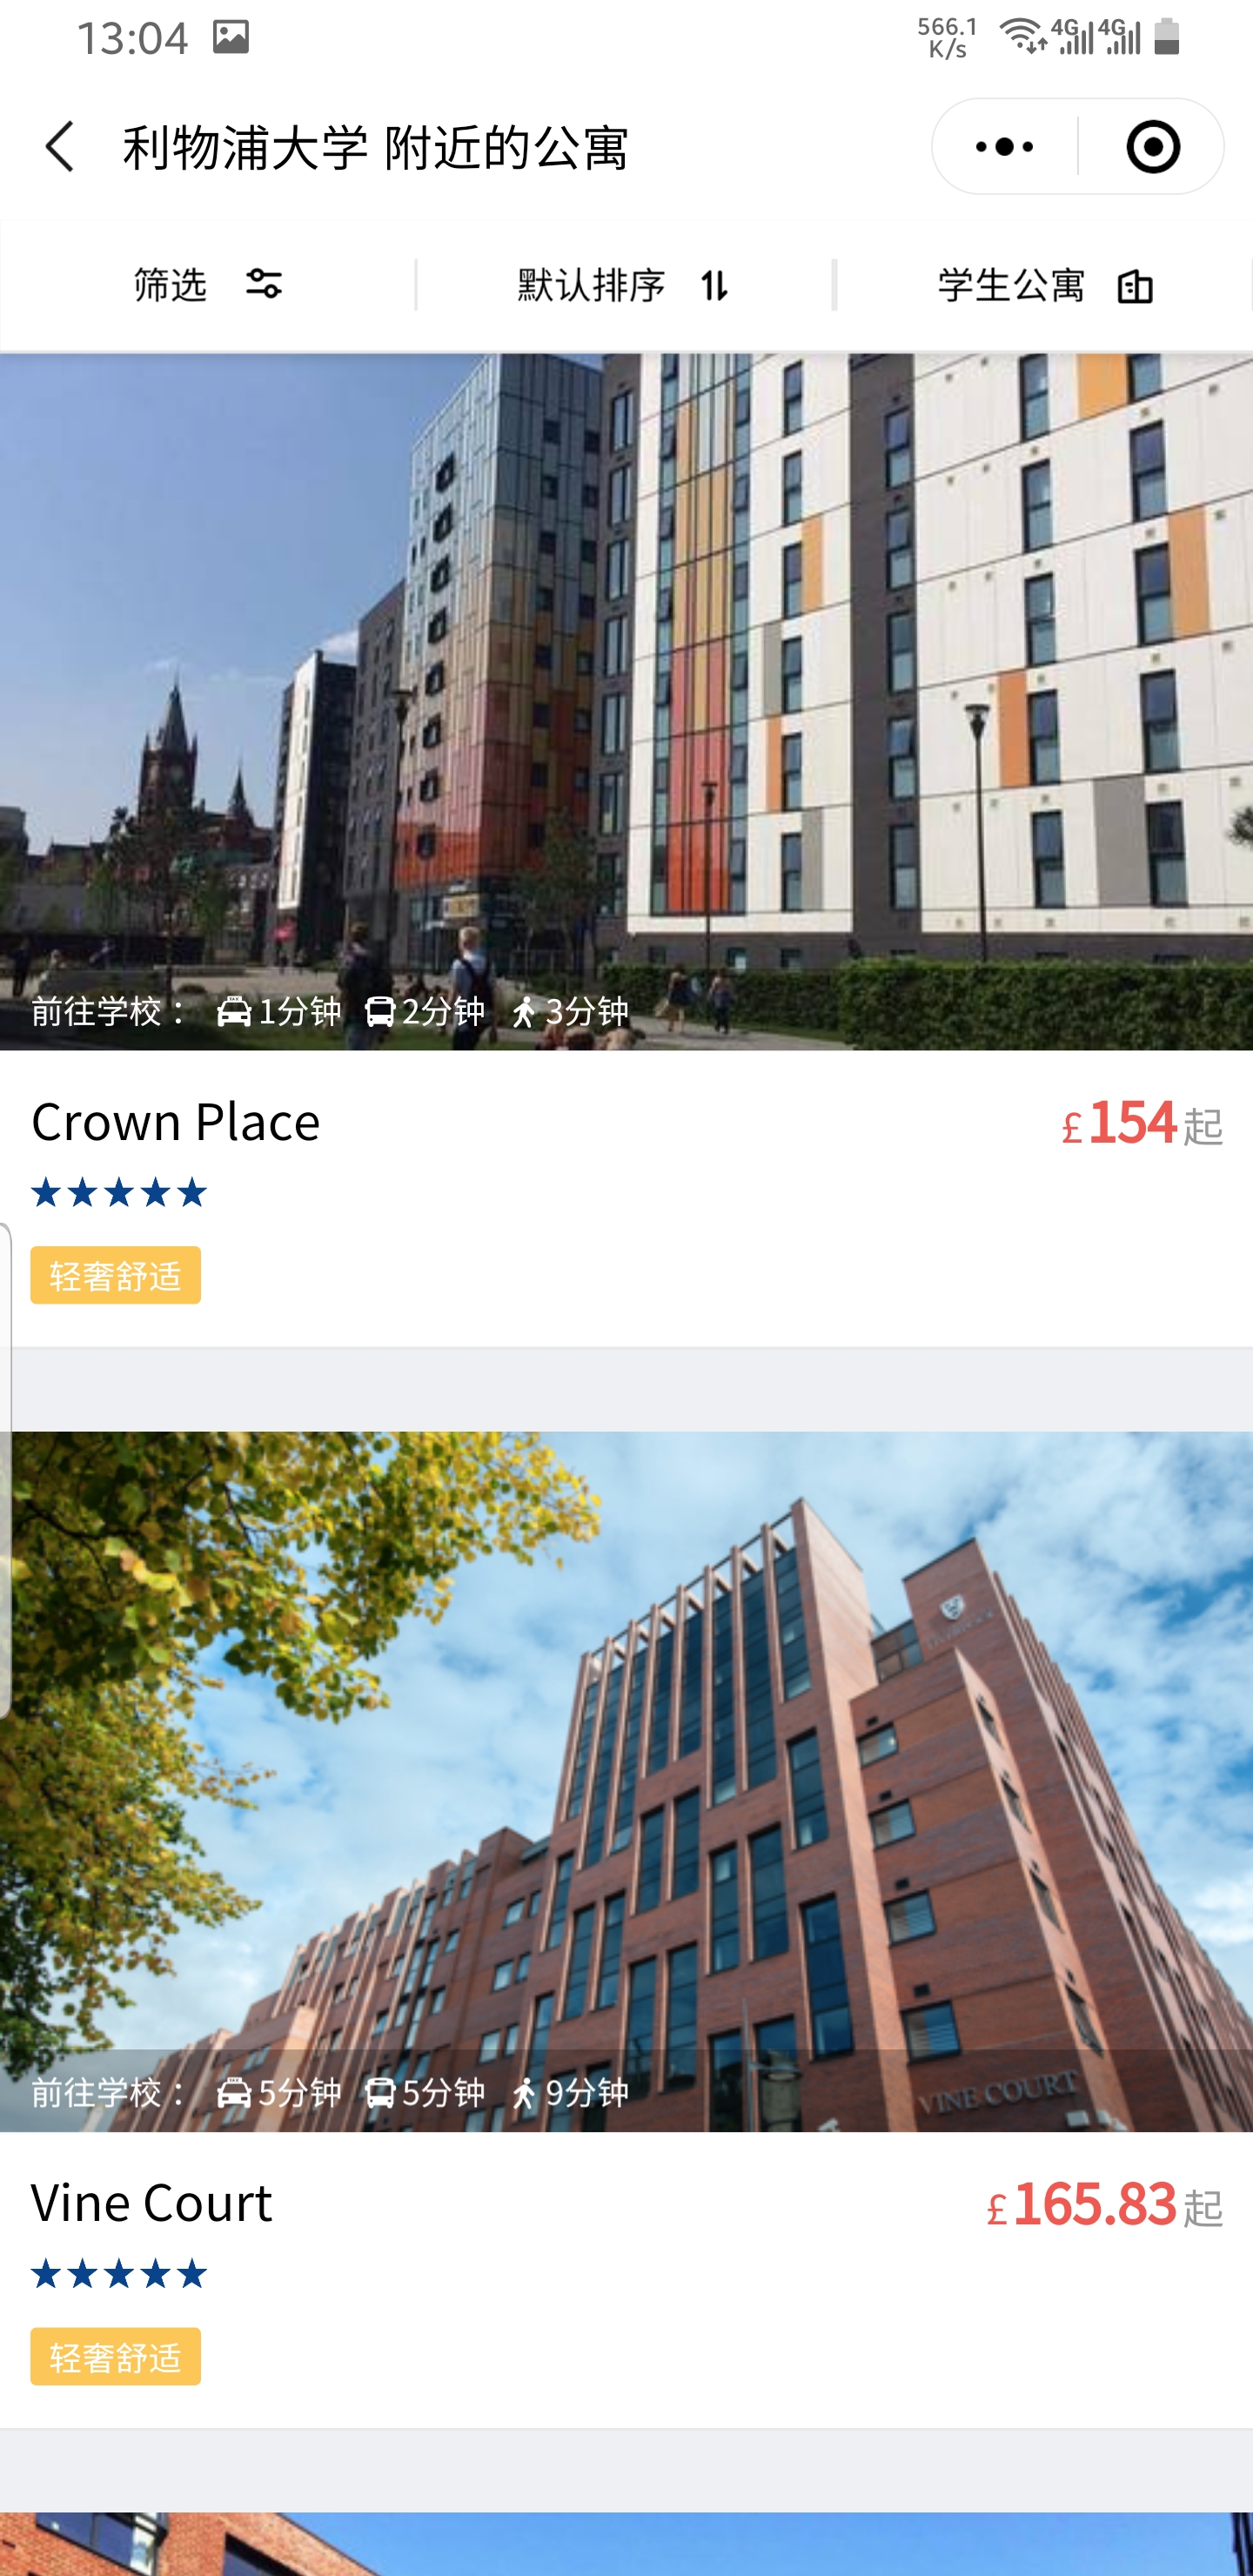 13:04
566.1
K/s
4G 4G
利物浦大学 附近的公寓
筛选
默认排序
学生公寓
前往学校： 1分钟 2分钟 3分钟
Crown Place
£154起
轻奢舒适
VINE COURT
前往学校： 5分钟 5分钟 9分钟
Vine Court
£165.83起
轻奢舒适